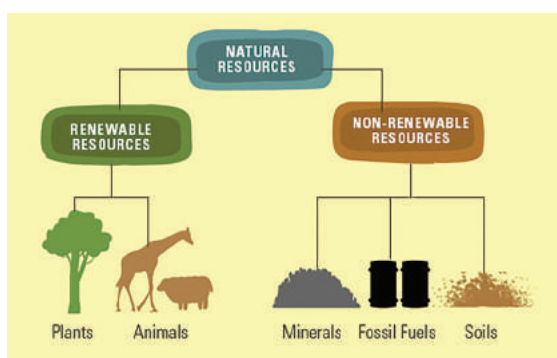 NATURAL
RESOURCES
RENEWABLE
RESOURCES
NON-RENEWABLE
RESOURCES
Plants
Animals
Minerals
Fossil Fuels
Soils